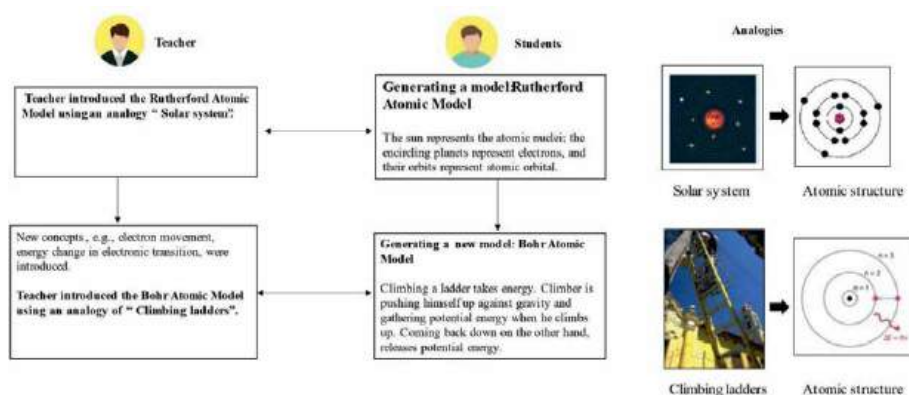 Teacher
Students
Analogies
Teacher introduced the Rutherford Atomic
Model using an analogy “ Solar system”.
Generating a model:Rutherford
Atomic Model
The sun represents the atomic nuclei; the
encircling planets represent electrons, and
their orbits represent atomic orbital.
Solar system
Atomic structure
New concepts., e.g., electron movement,
energy change in electronic transition, were
introduced.
Teacher introduced the Bohr Atomic Model
using an analogy of “ Climbing ladders”.
Generating a new model: Bohr Atomic
Model
Climbing a ladder takes energy. Climber is
pushing himself up against gravity and
gathering potential energy when he climbs
up. Coming back down on the other hand,
releases potential energy.
n = 3
n = 2
n = 1
Climbing ladders
Atomic structure